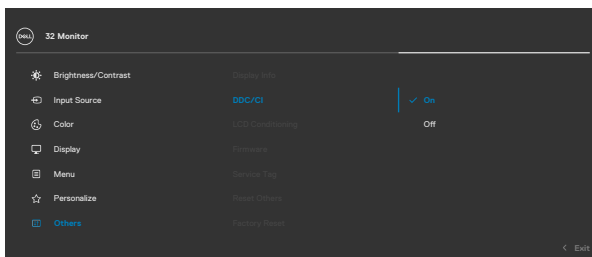 DELL
32 Monitor
Brightness/Contrast Display Info
Input Source DDC/CI ✓ On
Color LCD Conditioning Off
Display Firmware
Menu Service Tag
Personalize Reset Others
Others Factory Reset
< Exit